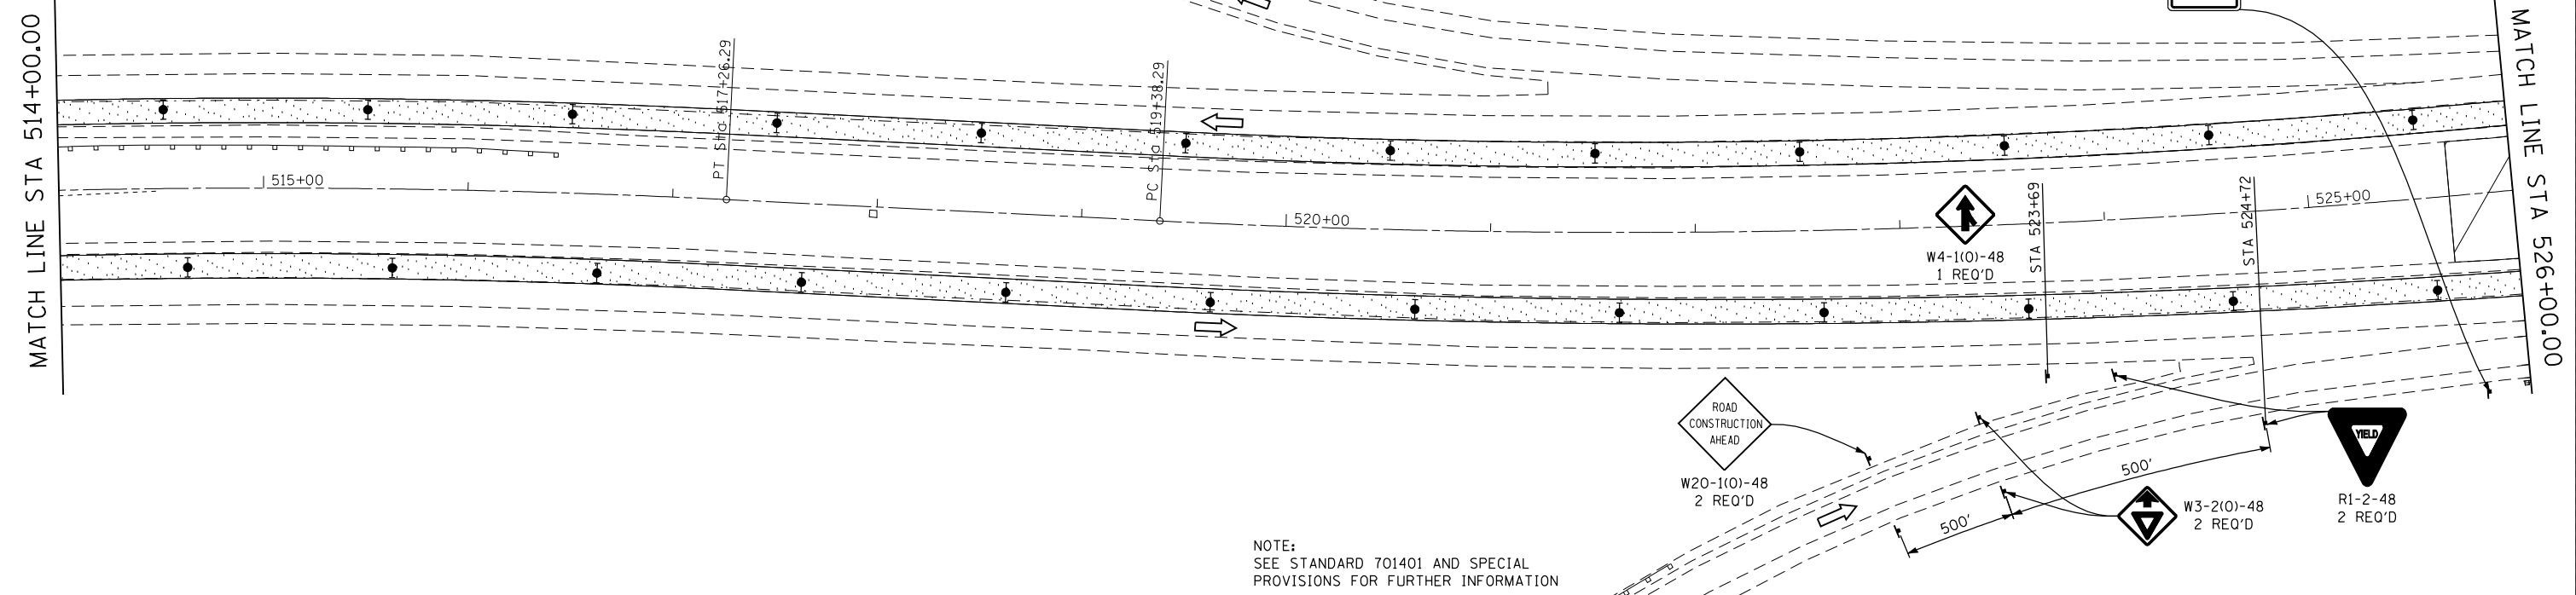 MATCH LINE STA 514+00.00
515+00
PT Sta 517+26.29
PC Sta 519+38.29
520+00
W4-1(O)-48
1 REQ'D
STA 523+69
STA 524+72
525+00
MATCH LINE STA 526+00.00
ROAD
CONSTRUCTION
AHEAD
W20-1(O)-48
2 REQ'D
YIELD
R1-2-48
2 REQ'D
500'
W3-2(O)-48
2 REQ'D
500'
NOTE:
SEE STANDARD 701401 AND SPECIAL
PROVISIONS FOR FURTHER INFORMATION